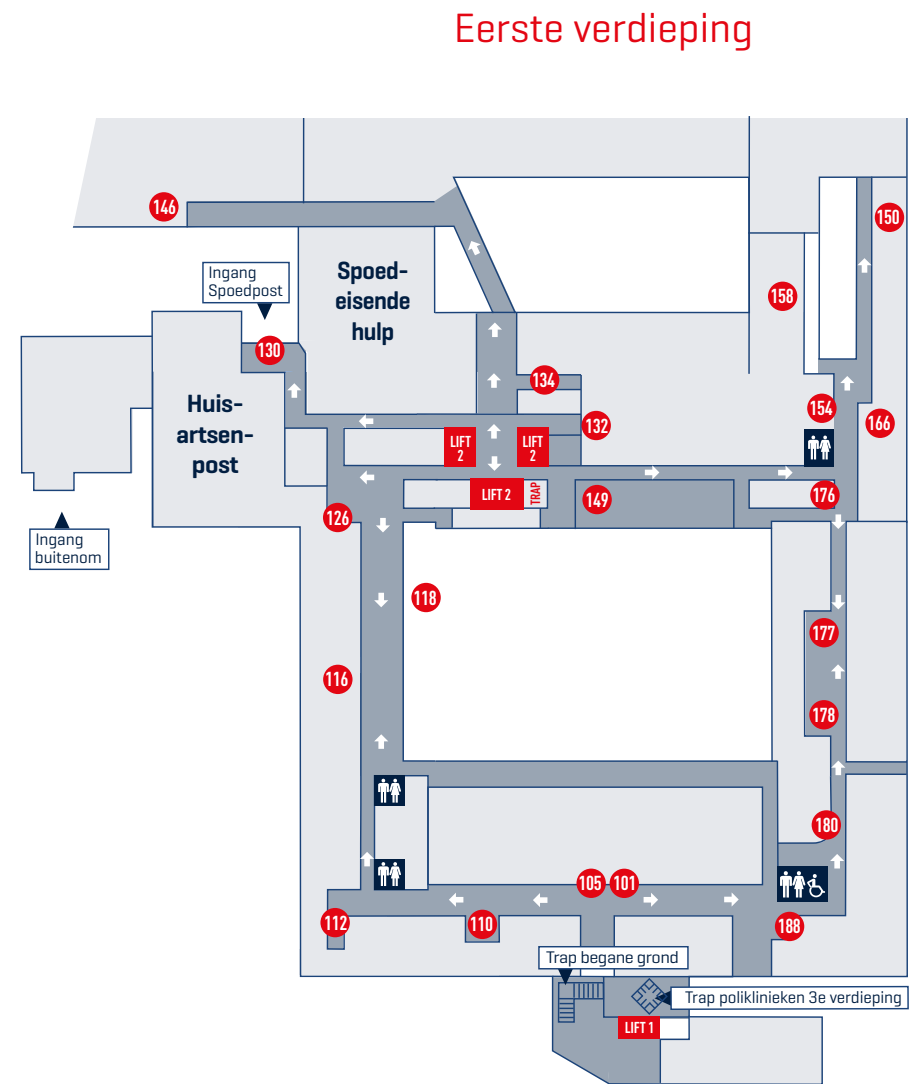 Eerste verdieping
146
150
Ingang
Spoedpost
Spoed-
eisende
hulp
158
130
134
Huis-
artsen-
post
154
132
166
LIFT
2
LIFT
2
LIFT 2
TRAP
149
176
126
Ingang
buitenom
118
177
116
178
180
105
101
112
110
188
Trap begane grond
Trap poliklinieken 3e verdieping
LIFT 1